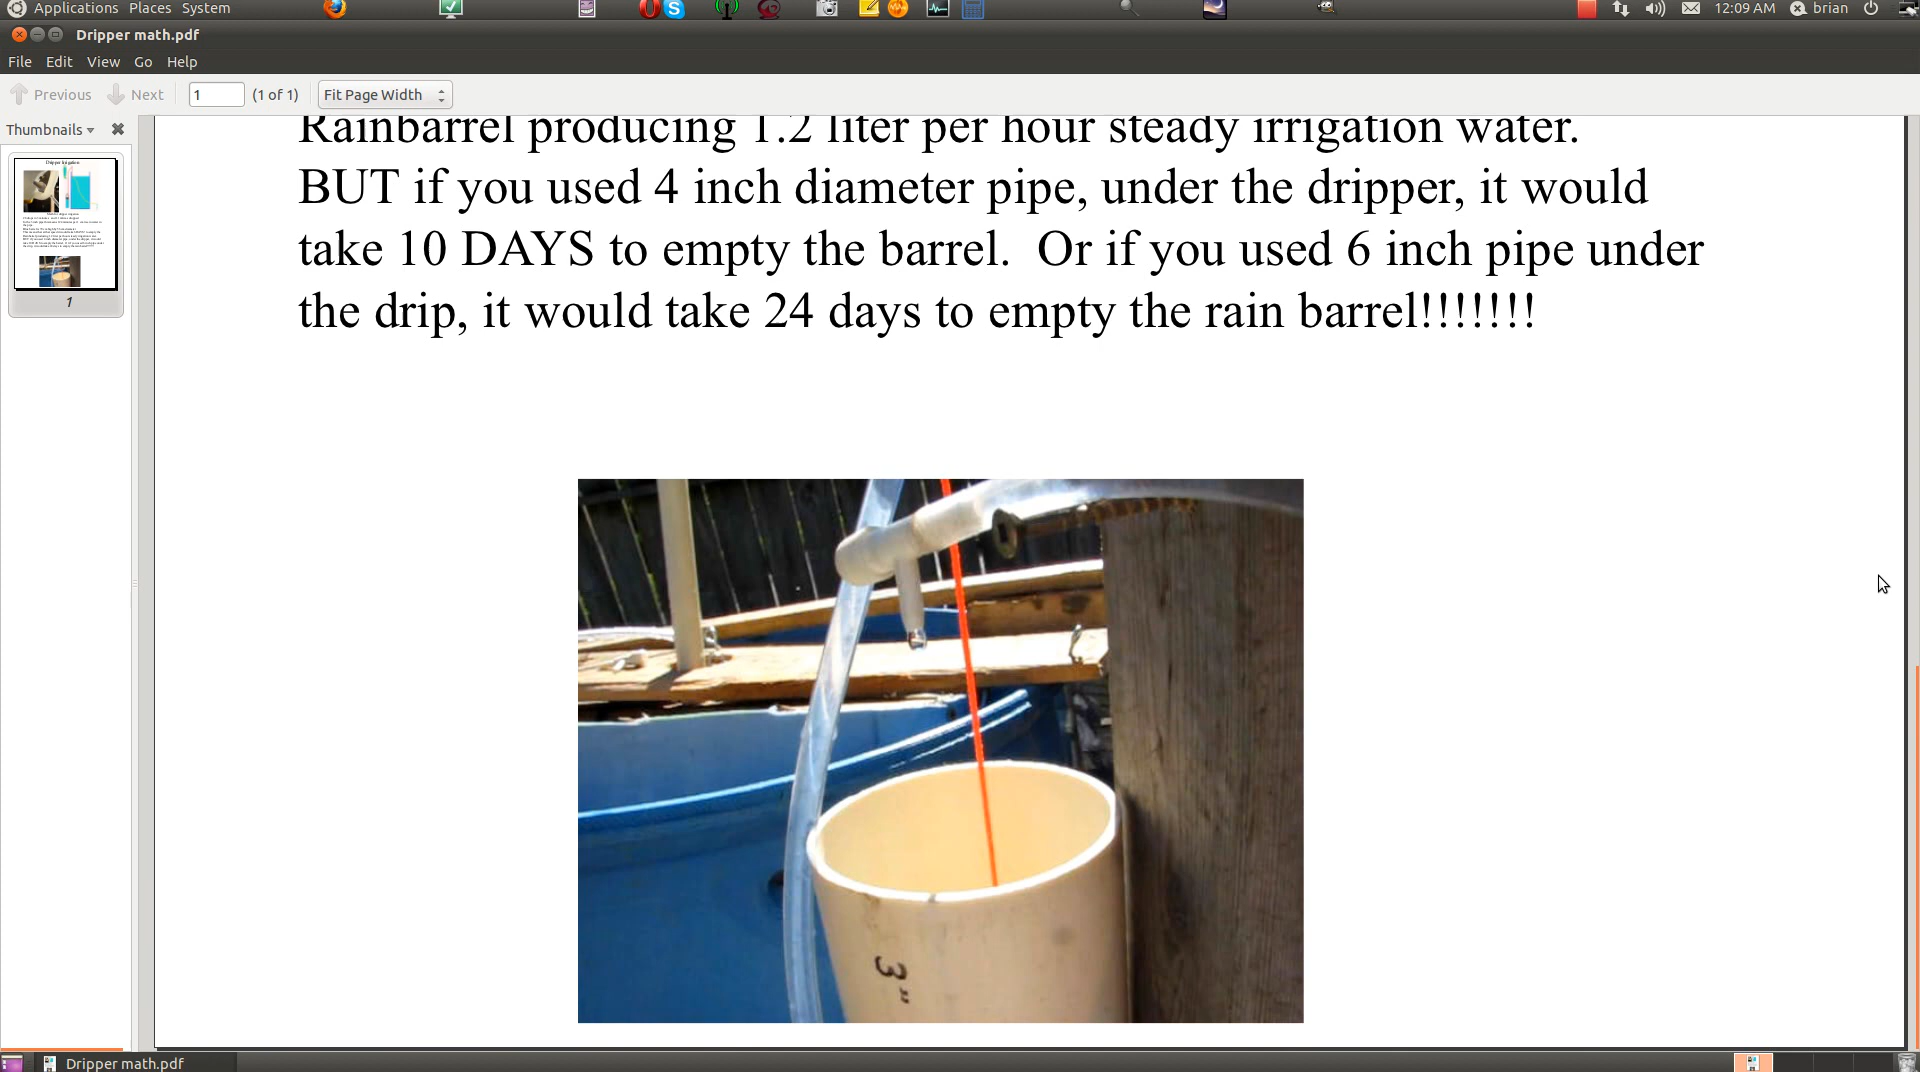 Applications Places System 12:09 AM brian
Dripper math.pdf
File Edit View Go Help
Previous Next 1 (1 of 1) Fit Page Width
Thumbnails
1
Rainbarrel producing 1.2 liter per hour steady irrigation water.
BUT if you used 4 inch diameter pipe, under the dripper, it would
take 10 DAYS to empty the barrel.  Or if you used 6 inch pipe under
the drip, it would take 24 days to empty the rain barrel!!!!!!!
3"
Dripper math.pdf